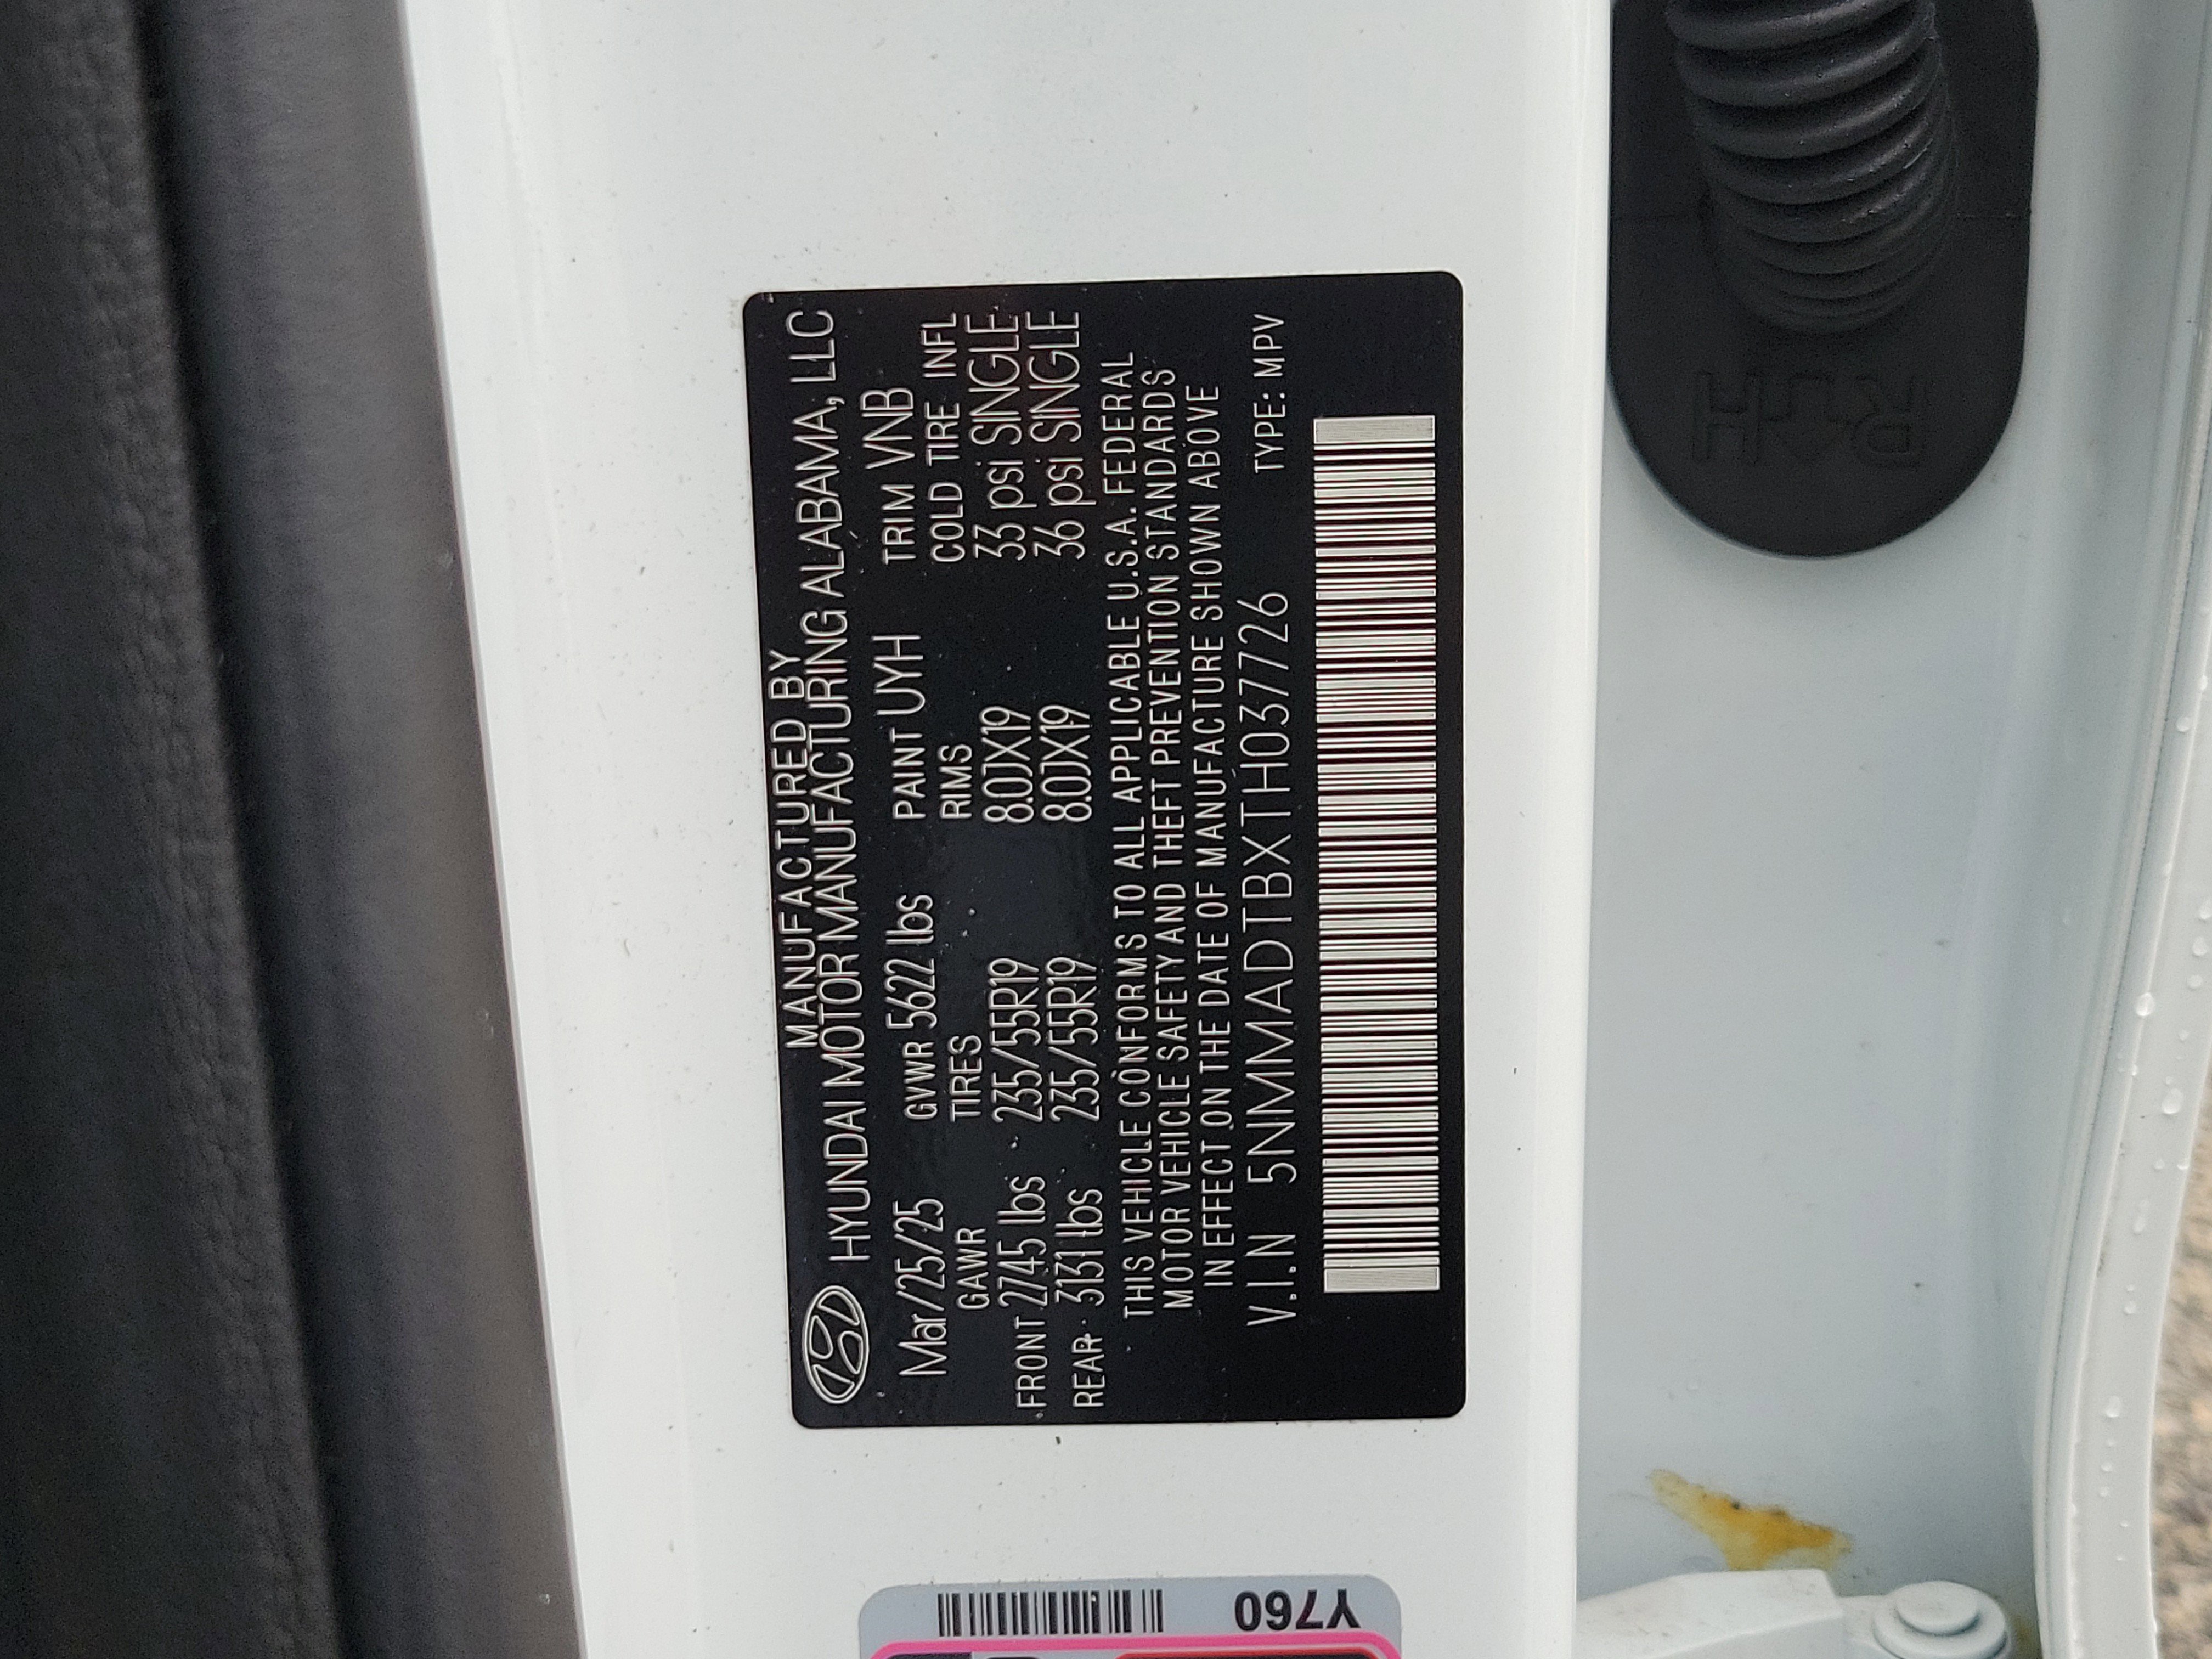 MANUFACTURED BY
HYUNDAI MOTOR MANUFACTURING ALABAMA, LLC
Mar/25/25 GVWR 5622 lbs PAINT UYH TRIM VNB
GAWR TIRES RIMS COLD TIRE INFL
FRONT 2745 lbs 235/55R19 8.0JX19 33 psi SINGLE
REAR 3131 lbs 235/55R19 8.0JX19 36 psi SINGLE
THIS VEHICLE CONFORMS TO ALL APPLICABLE U.S.A. FEDERAL
MOTOR VEHICLE SAFETY AND THEFT PREVENTION STANDARDS
IN EFFECT ON THE DATE OF MANUFACTURE SHOWN ABOVE
V.I.N 5NMMADTBXTH037726 TYPE: MPV
Y760